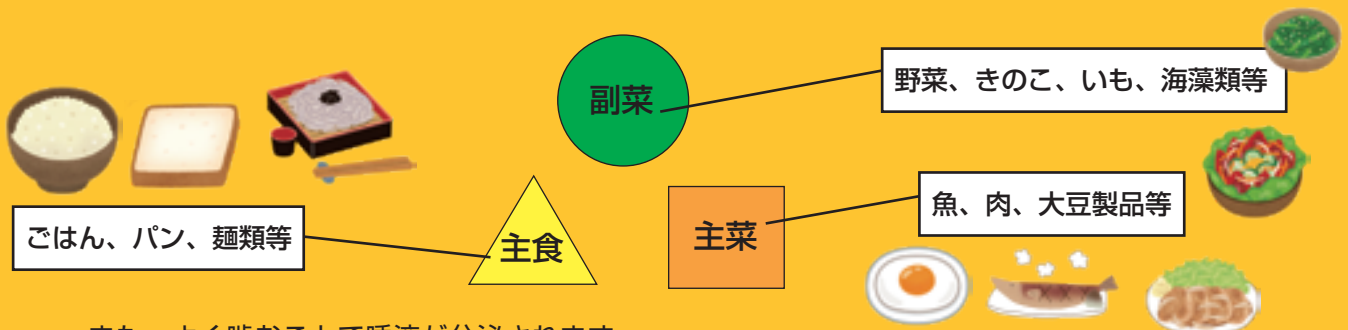 副菜
野菜、きのこ、いも、海藻類等
ごはん、パン、麺類等
主食
主菜
魚、肉、大豆製品等